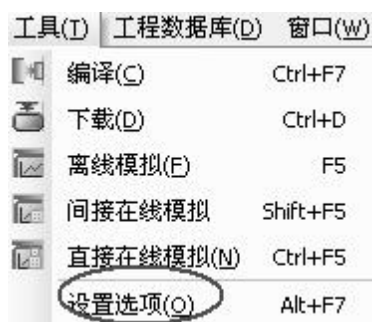 工具(T) 工程数据库(D) 窗口(W)
编译(C) Ctrl+F7
下载(D) Ctrl+D
离线模拟(F) F5
间接在线模拟 Shift+F5
直接在线模拟(N) Ctrl+F5
设置选项(O) Alt+F7